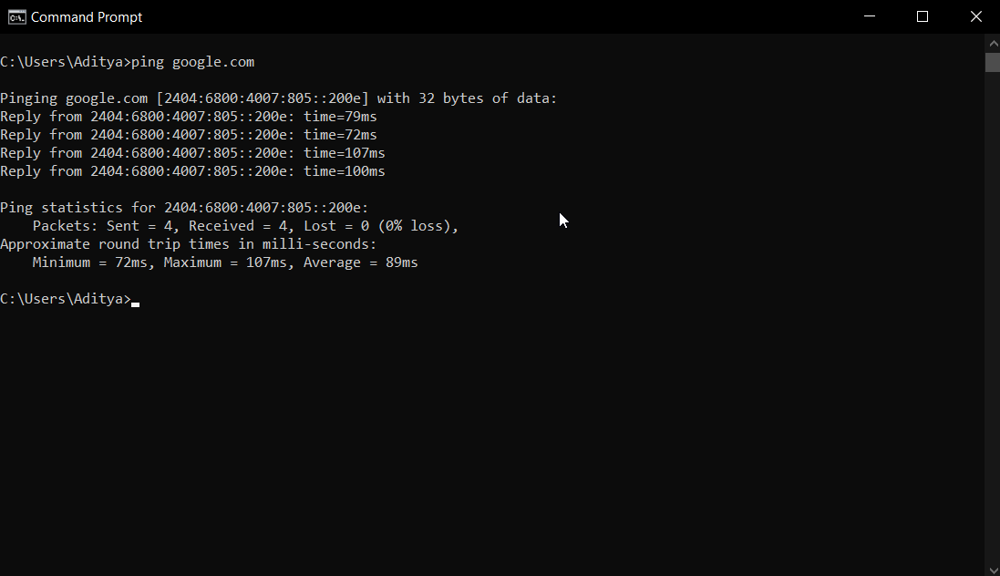 Command Prompt
C:\Users\Aditya>ping google.com
Pinging google.com [2404:6800:4007:805::200e] with 32 bytes of data:
Reply from 2404:6800:4007:805::200e: time=79ms
Reply from 2404:6800:4007:805::200e: time=72ms
Reply from 2404:6800:4007:805::200e: time=107ms
Reply from 2404:6800:4007:805::200e: time=100ms
Ping statistics for 2404:6800:4007:805::200e:
    Packets: Sent = 4, Received = 4, Lost = 0 (0% loss),
Approximate round trip times in milli-seconds:
    Minimum = 72ms, Maximum = 107ms, Average = 89ms
C:\Users\Aditya>